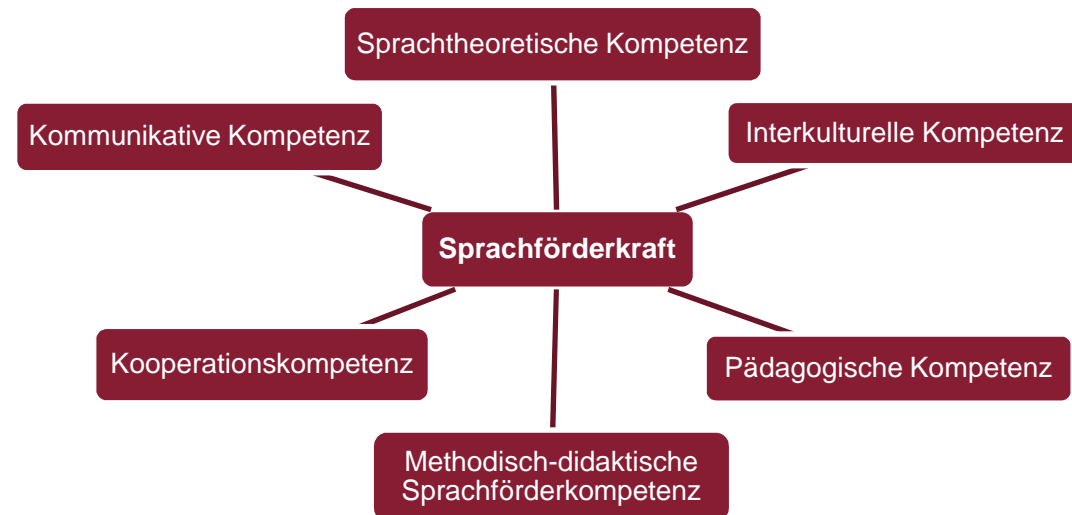 Sprachtheoretische Kompetenz
Kommunikative Kompetenz
Interkulturelle Kompetenz
Sprachförderkraft
Kooperationskompetenz
Pädagogische Kompetenz
Methodisch-didaktische
Sprachförderkompetenz